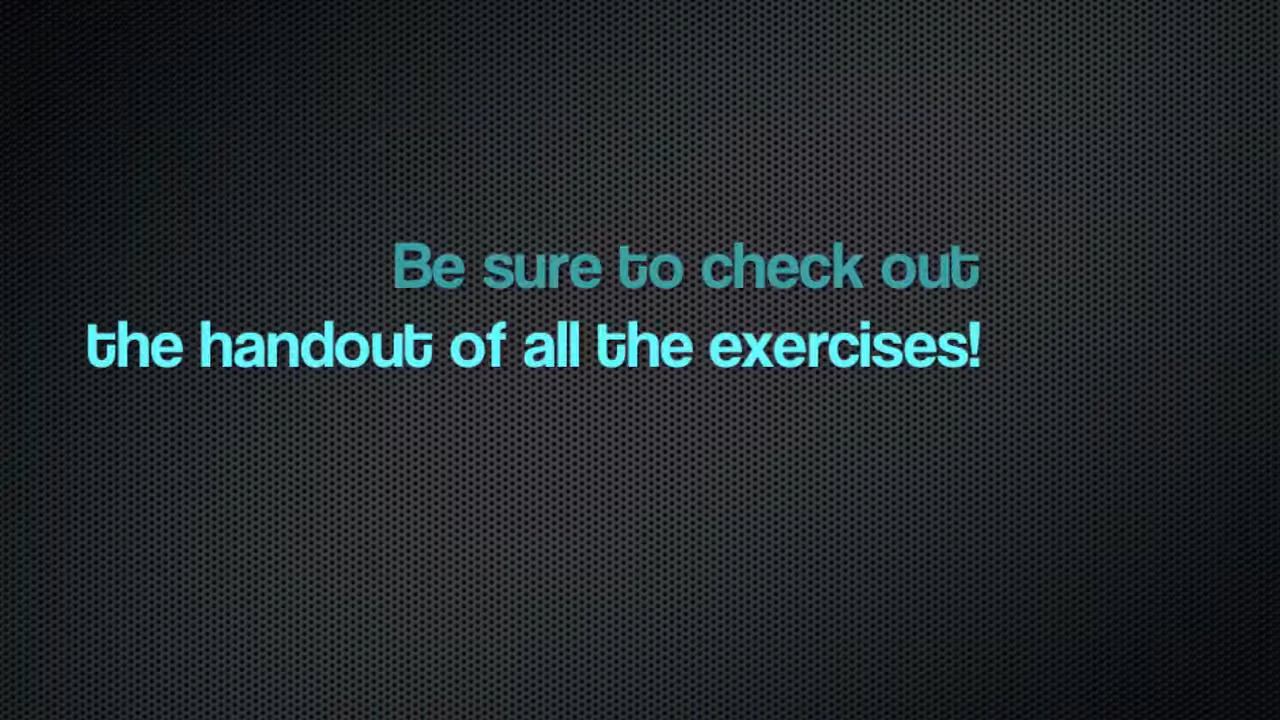 Be sure to check out
the handout of all the exercises!